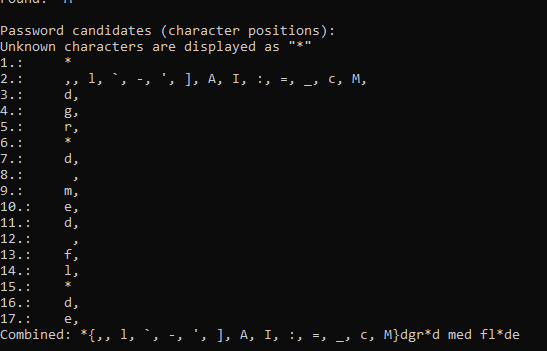 Password candidates (character positions):
Unknown characters are displayed as "*"
1.: *
2.: ,, l, `, -, ', ], A, I, :, =, _, c, M,
3.: d,
4.: g,
5.: r,
6.: *
7.: d,
8.:  ,
9.: m,
10.: e,
11.: d,
12.:  ,
13.: f,
14.: l,
15.: *
16.: d,
17.: e,
Combined: *{,, l, `, -, ', ], A, I, :, =, _, c, M}dgr*d med fl*de